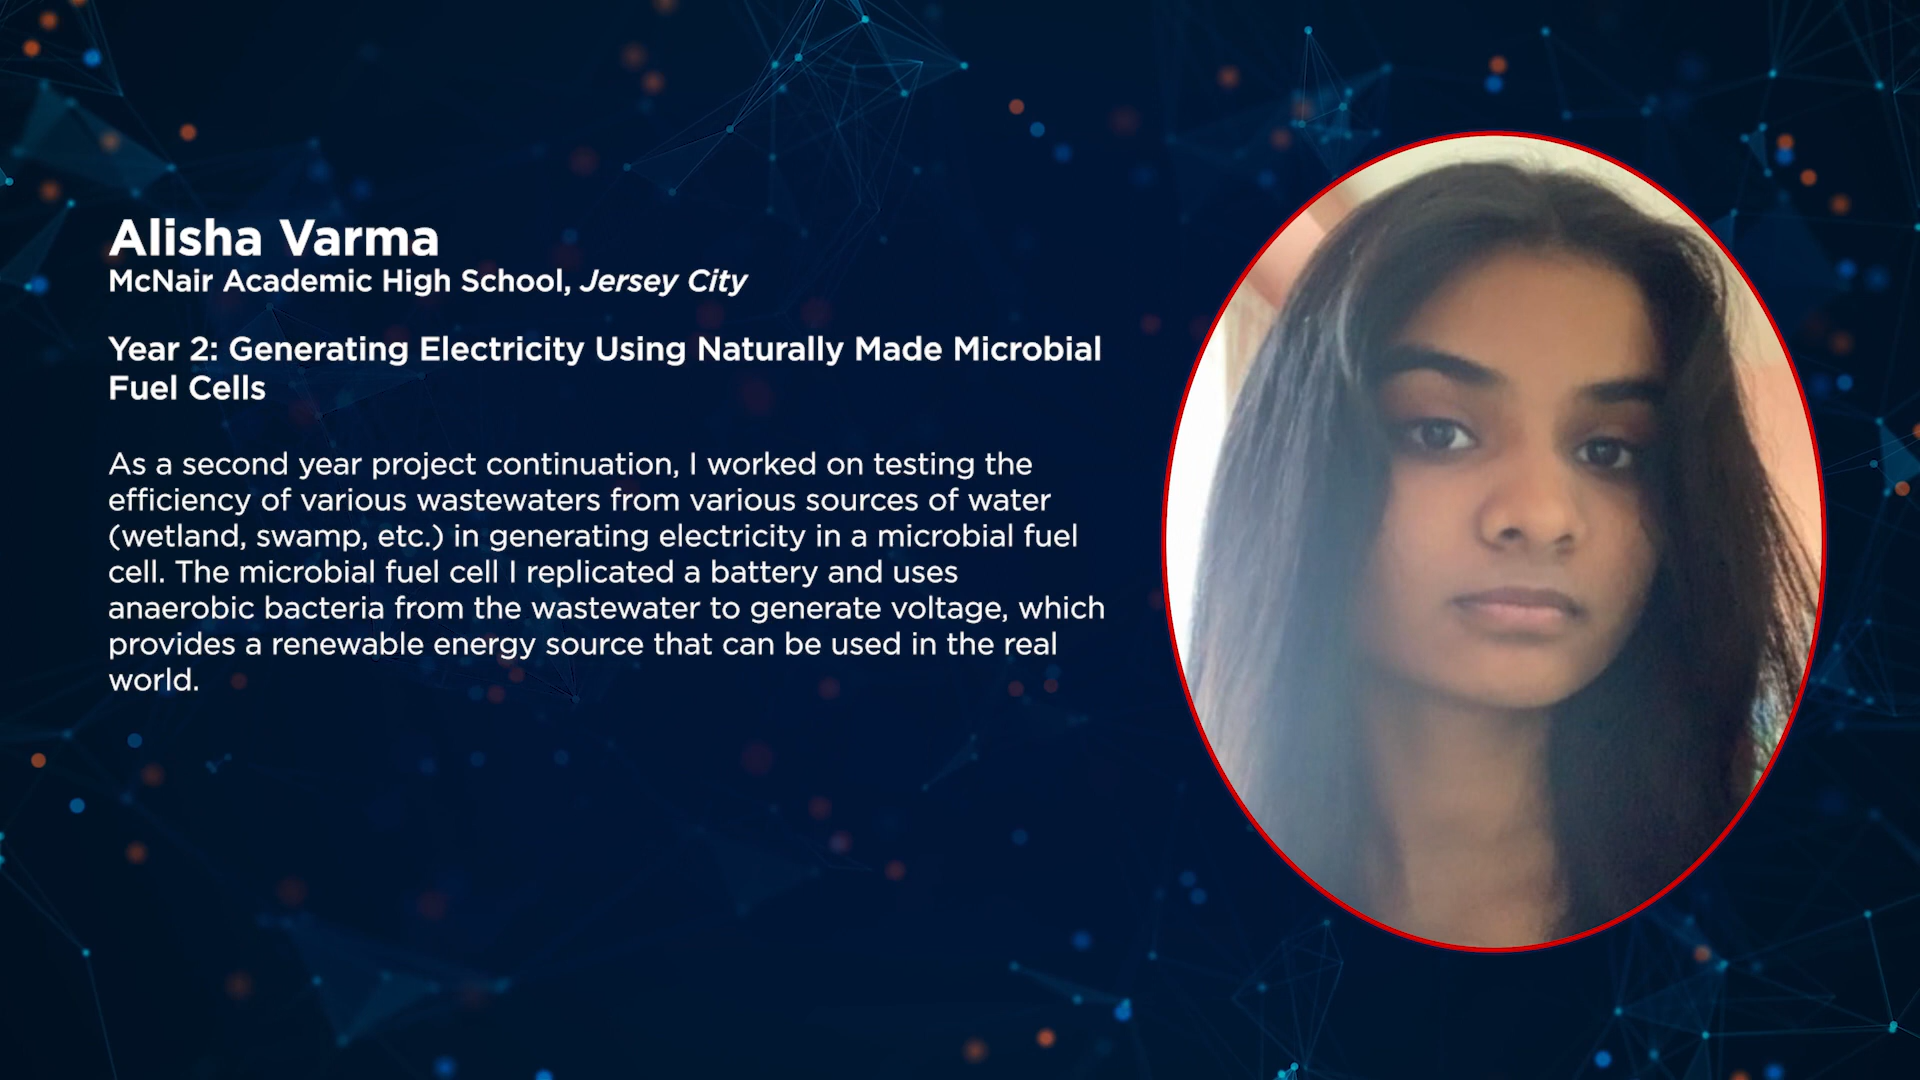 Alisha Varma
McNair Academic High School, Jersey City
Year 2: Generating Electricity Using Naturally Made Microbial
Fuel Cells
As a second year project continuation, I worked on testing the
efficiency of various wastewaters from various sources of water
(wetland, swamp, etc.) in generating electricity in a microbial fuel
cell. The microbial fuel cell I replicated a battery and uses
anaerobic bacteria from the wastewater to generate voltage, which
provides a renewable energy source that can be used in the real
world.